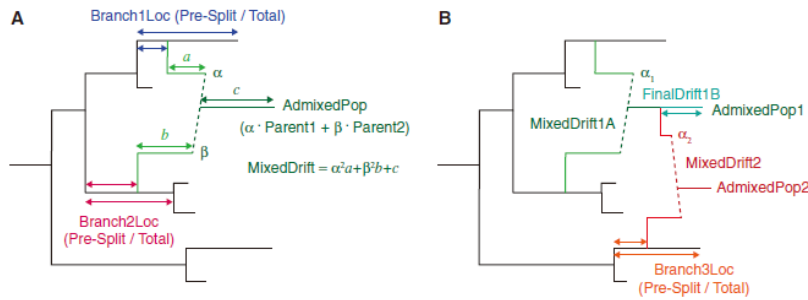 A
Branch1Loc (Pre-Split / Total)
a
α
c
AdmixedPop
(α · Parent1 + β · Parent2)
b
β
MixedDrift = α²a+β²b+c
Branch2Loc
(Pre-Split / Total)
B
α₁
FinalDrift1B
MixedDrift1A
AdmixedPop1
α₂
MixedDrift2
AdmixedPop2
Branch3Loc
(Pre-Split / Total)